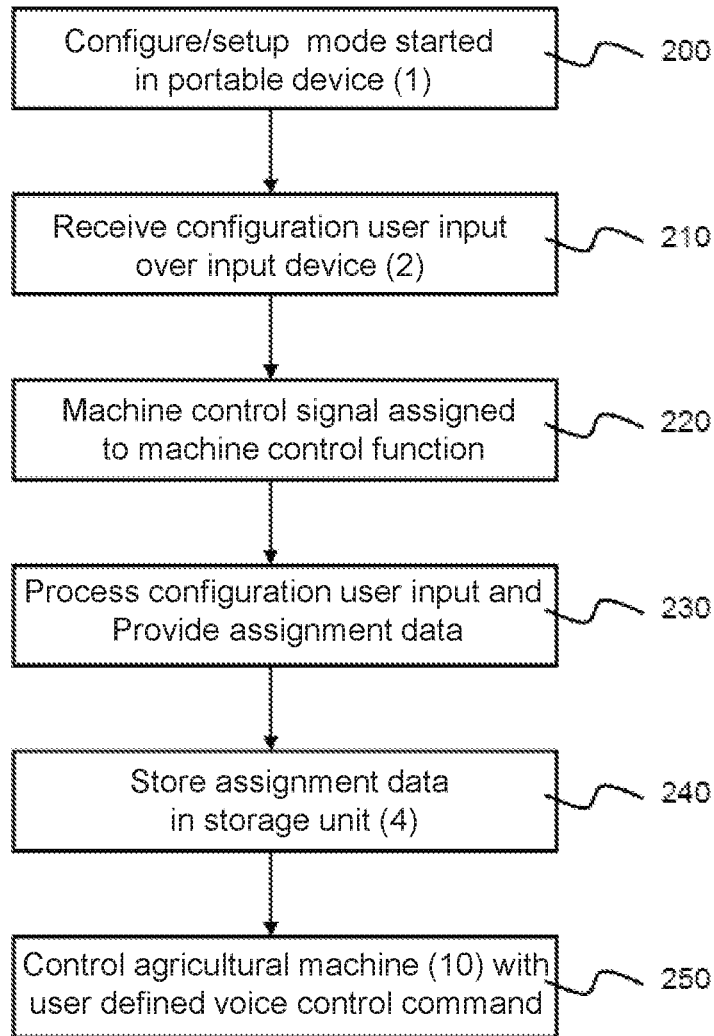 Configure/setup mode started
in portable device (1)
200
Receive configuration user input
over input device (2)
210
Machine control signal assigned
to machine control function
220
Process configuration user input and
Provide assignment data
230
Store assignment data
in storage unit (4)
240
Control agricultural machine (10) with
user defined voice control command
250